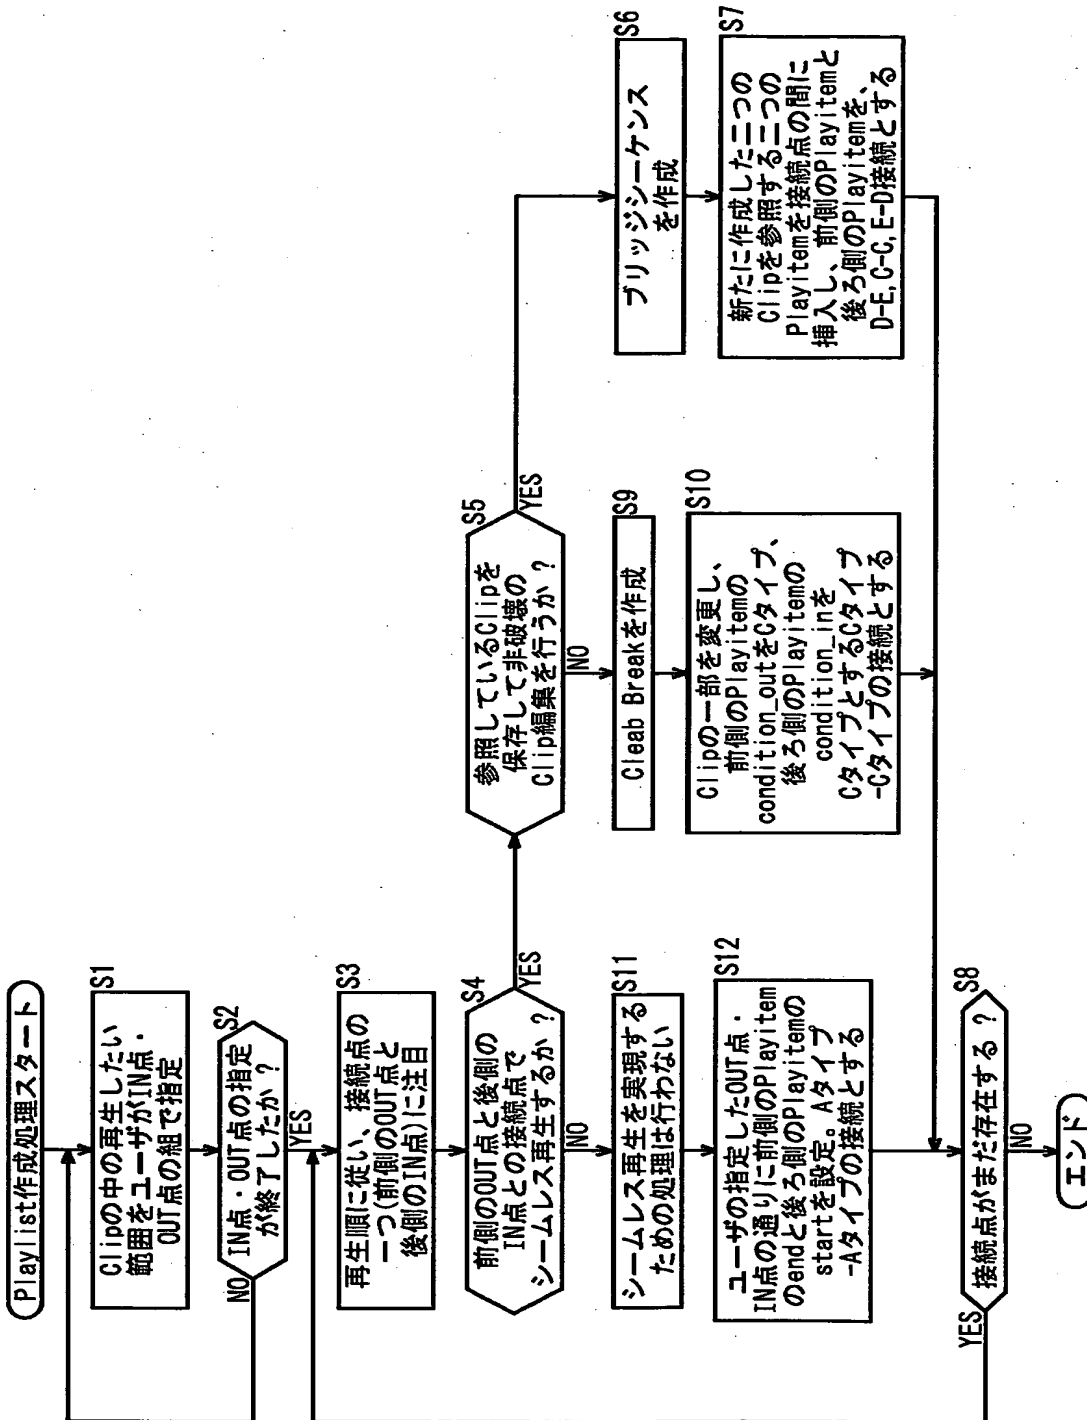 Playlist作成処理スタート
S1
Clipの中の再生したい
範囲をユーザがIN点・
OUT点の組で指定
S2
IN点・OUT点の指定
が終了したか？
NO
YES
S3
再生順に従い、接続点の
一つ(前側のOUT点と
後側のIN点)に注目
S4
前側のOUT点と後側の
IN点との接続点で
シームレス再生するか？
YES
NO
S5
参照しているClipを
保存して非破壊の
Clip編集を行うか？
YES
NO
S6
ブリッジシーケンス
を作成
S7
新たに作成した二つの
Clipを参照する二つの
Playitemを接続点の間に
挿入し、前側のPlayitemと
後ろ側のPlayitemを、
D-E,C-C,E-D接続とする
S9
Cleab Breakを作成
S10
Clipの一部を変更し、
前側のPlayitemの
condition_outをCタイプ、
後ろ側のPlayitemの
condition_inを
CタイプとするCタイプ
-Cタイプの接続とする
S11
シームレス再生を実現する
ための処理は行わない
S12
ユーザの指定したOUT点・
IN点の通りに前側のPlayitem
のendと後ろ側のPlayitemの
startを設定。Aタイプ
-Aタイプの接続とする
S8
接続点がまだ存在する？
YES
NO
エンド